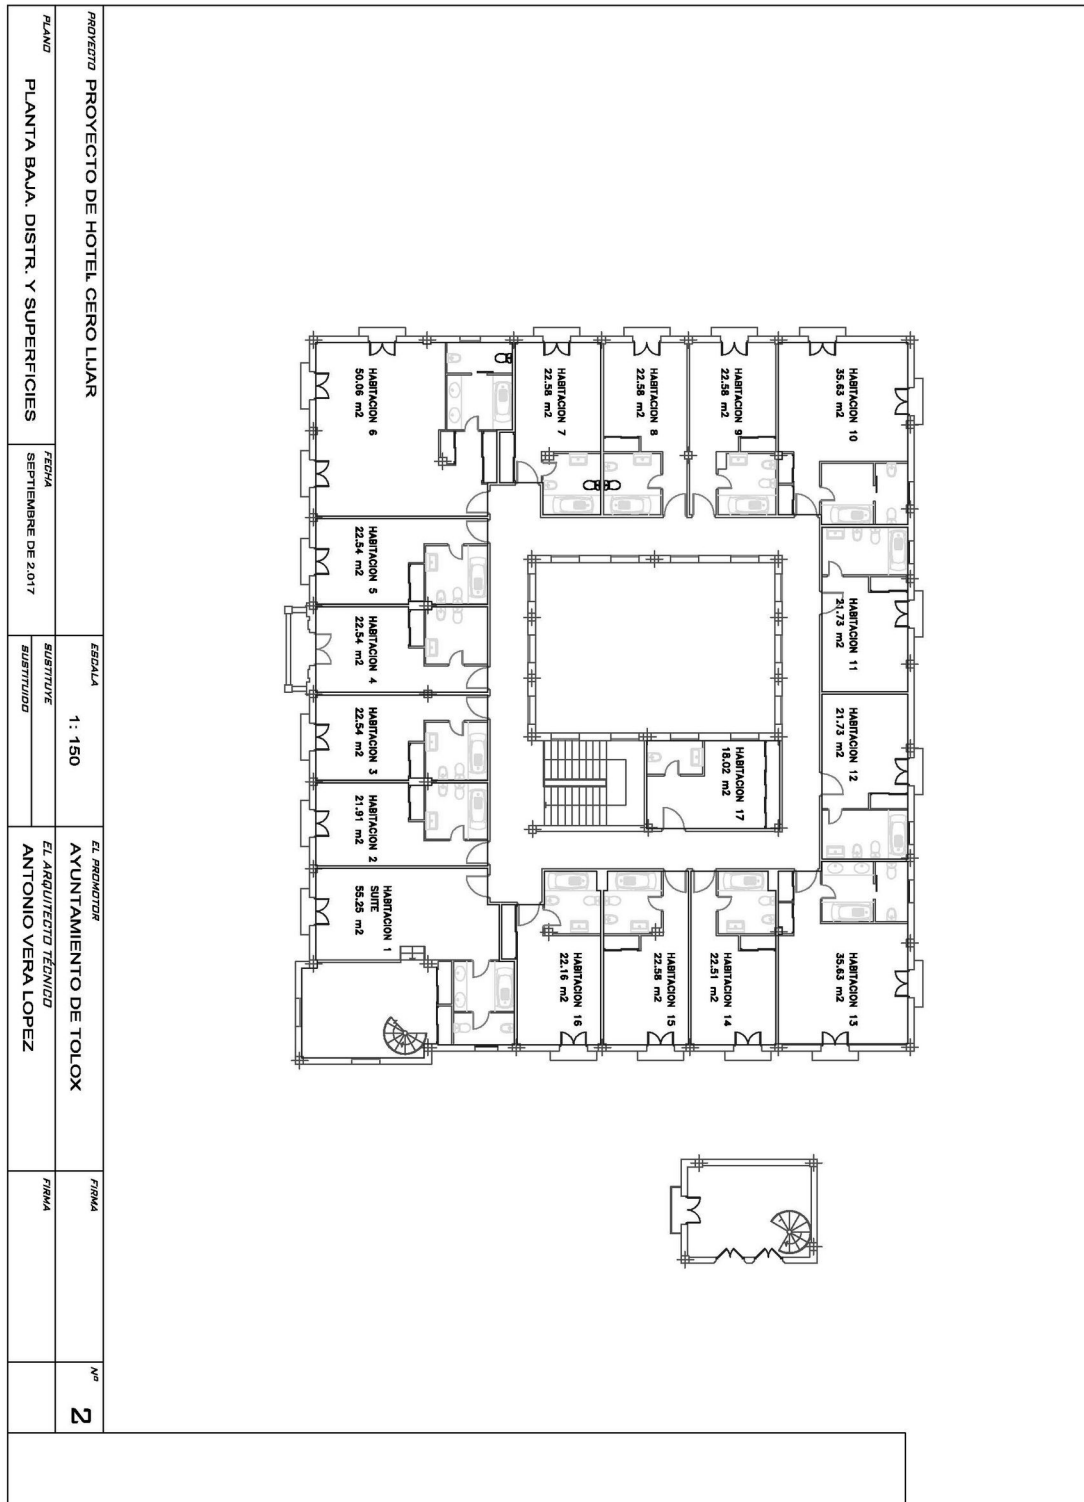 PROYECTO PROYECTO DE HOTEL CERO LIJAR
PLANO
PLANTA BAJA. DISTR. Y SUPERFICIES
FECHA
SEPTIEMBRE DE 2.017
ESCALA
1: 150
SUSTITUYE
SUSTITUIDO
EL PROMOTOR
AYUNTAMIENTO DE TOLOX
EL ARQUITECTO TÉCNICO
ANTONIO VERA LOPEZ
FIRMA
FIRMA
Nº
2
HABITACION 10
35.63 m2
HABITACION 11
21.73 m2
HABITACION 12
21.73 m2
HABITACION 13
35.63 m2
HABITACION 9
22.58 m2
HABITACION 8
22.58 m2
HABITACION 7
22.58 m2
HABITACION 17
18.02 m2
HABITACION 14
22.51 m2
HABITACION 15
22.58 m2
HABITACION 16
22.16 m2
HABITACION 6
50.06 m2
HABITACION 5
22.54 m2
HABITACION 4
22.54 m2
HABITACION 3
22.54 m2
HABITACION 2
21.91 m2
HABITACION 1
SUITE
55.25 m2